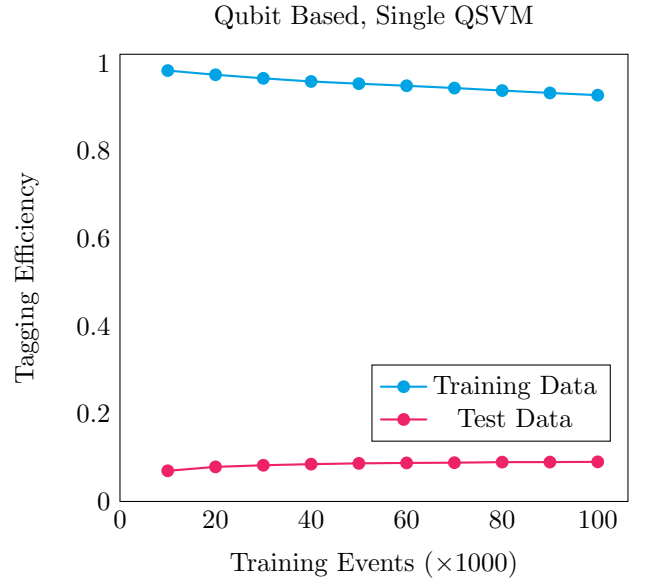 Qubit Based, Single QSVM
1
0.8
0.6
0.4
0.2
0
Tagging Efficiency
Training Data
Test Data
0 20 40 60 80 100
Training Events (×1000)